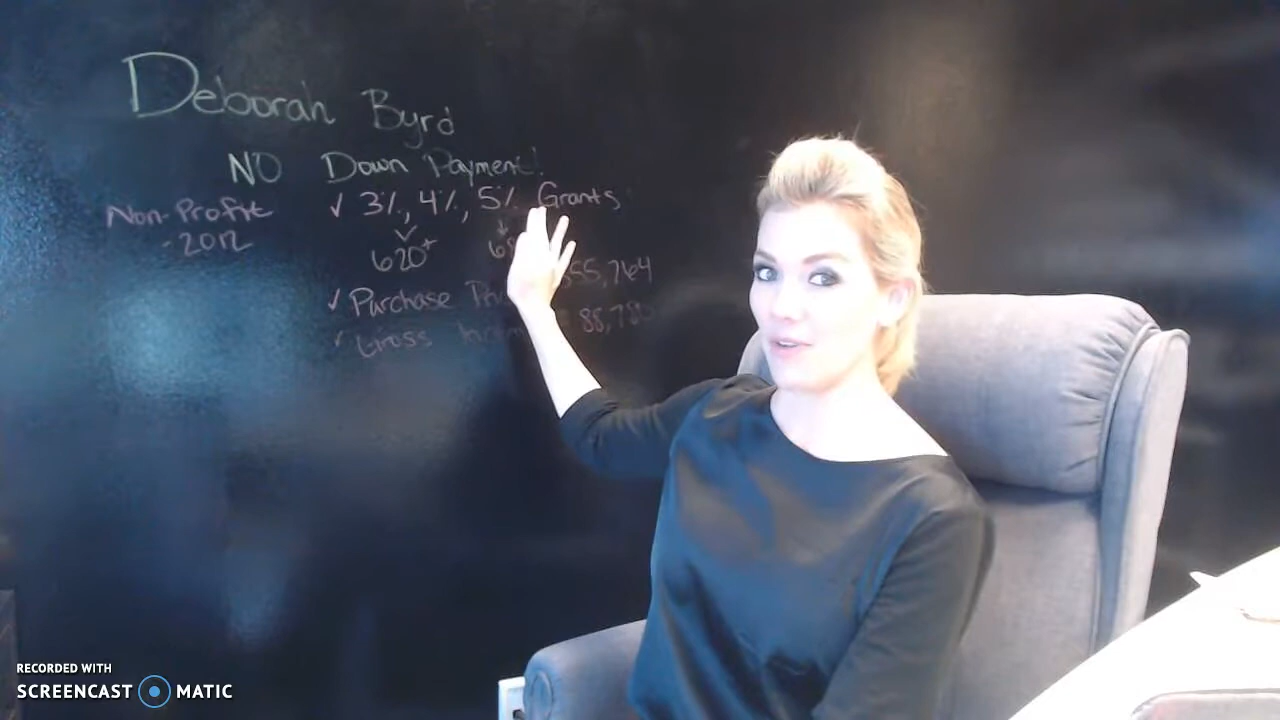 Deborah Byrd
NO Down Payment!
Non-Profit
-2012
✓ 3%, 4%, 5% Grants
620+
✓ Purchase
55,764
✓ Gross
88,780
RECORDED WITH
SCREENCAST MATIC